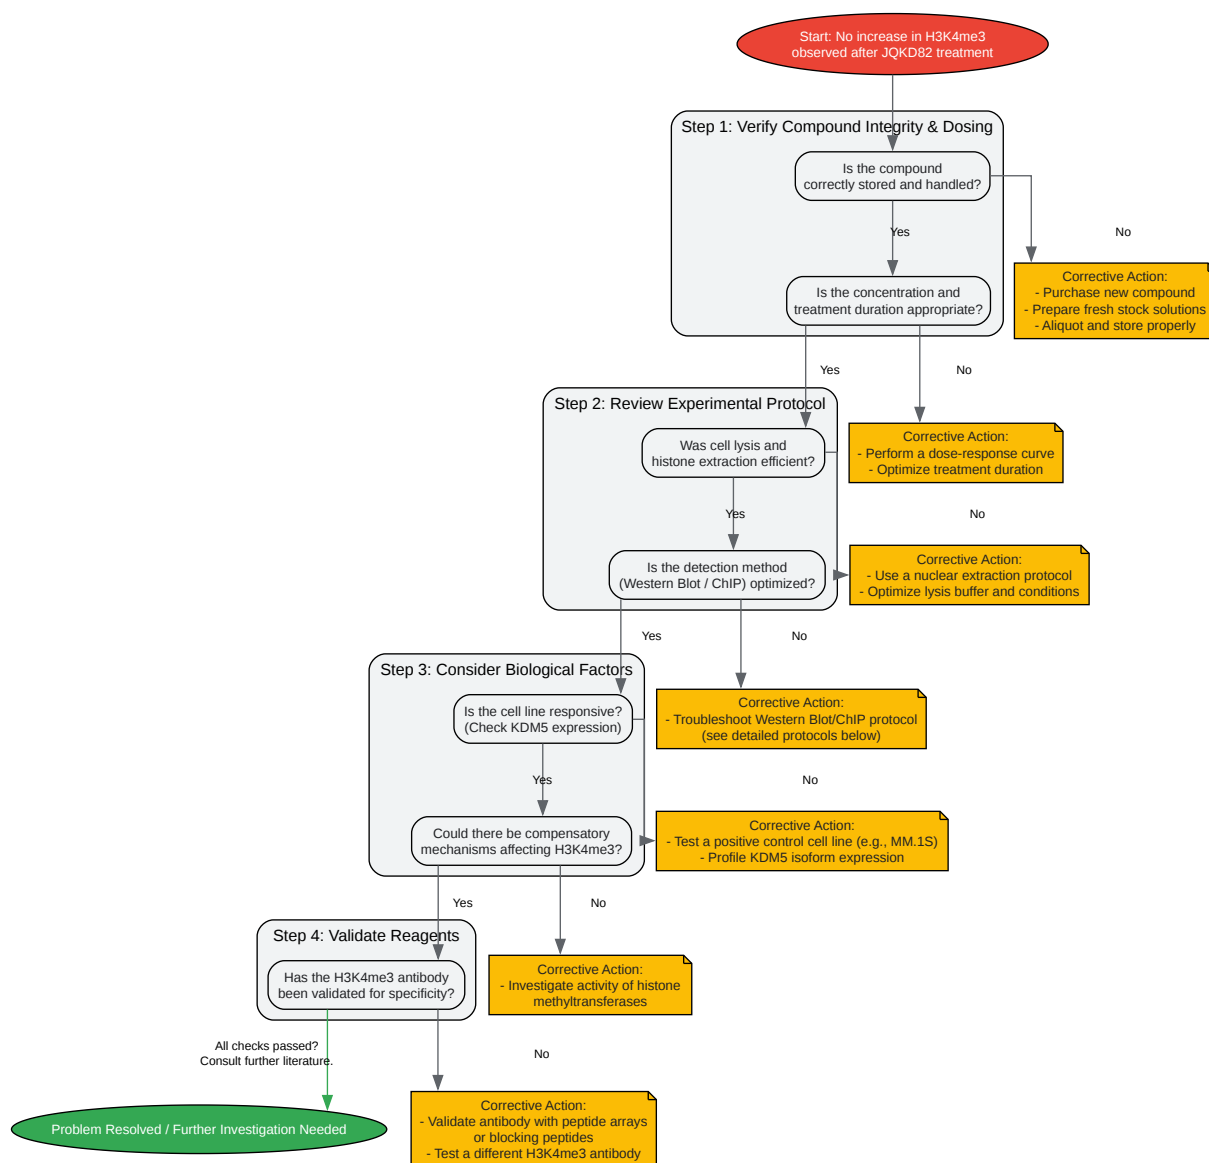 Start: No increase in H3K4me3
observed after JQKD82 treatment
Step 1: Verify Compound Integrity & Dosing
Is the compound
correctly stored and handled?
Yes
No
Corrective Action:
- Purchase new compound
- Prepare fresh stock solutions
- Aliquot and store properly
Is the concentration and
treatment duration appropriate?
Yes
No
Step 2: Review Experimental Protocol
Was cell lysis and
histone extraction efficient?
Corrective Action:
- Perform a dose-response curve
- Optimize treatment duration
Yes
No
Is the detection method
(Western Blot / ChIP) optimized?
Corrective Action:
- Use a nuclear extraction protocol
- Optimize lysis buffer and conditions
Yes
No
Step 3: Consider Biological Factors
Is the cell line responsive?
(Check KDM5 expression)
Corrective Action:
- Troubleshoot Western Blot/ChIP protocol
(see detailed protocols below)
Yes
No
Could there be compensatory
mechanisms affecting H3K4me3?
Corrective Action:
- Test a positive control cell line (e.g., MM.1S)
- Profile KDM5 isoform expression
Yes
No
Step 4: Validate Reagents
Has the H3K4me3 antibody
been validated for specificity?
Corrective Action:
- Investigate activity of histone
methyltransferases
All checks passed?
Consult further literature.
No
Problem Resolved / Further Investigation Needed
Corrective Action:
- Validate antibody with peptide arrays
or blocking peptides
- Test a different H3K4me3 antibody